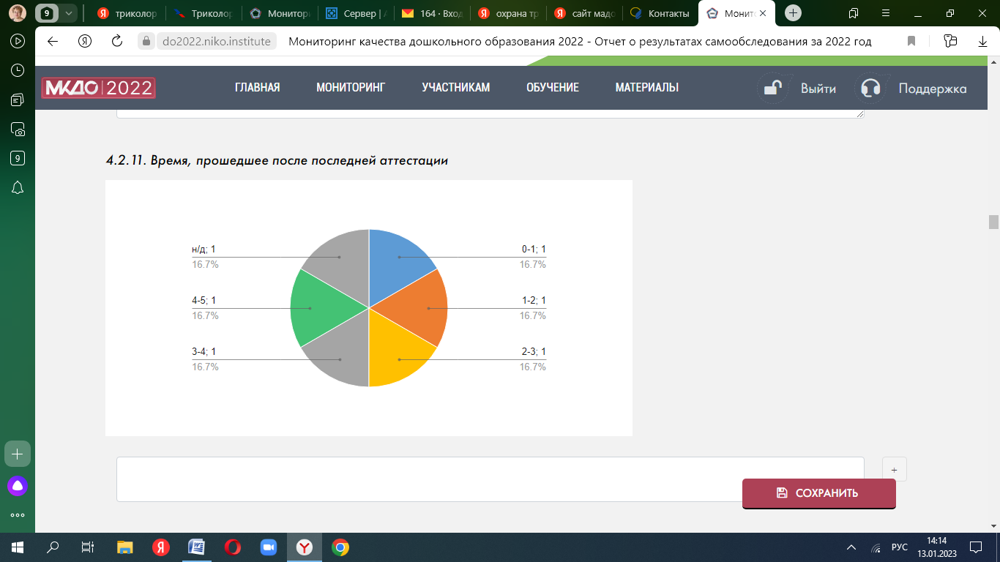 9
триколор
Триколор
Монитори
Сервер | А
164 · Вход
охрана тр
сайт мадо
Контакты
Монито
Я
do2022.niko.institute
Мониторинг качества дошкольного образования 2022 - Отчет о результатах самообследования за 2022 год
МКДО | 2022
ГЛАВНАЯ
МОНИТОРИНГ
УЧАСТНИКАМ
ОБУЧЕНИЕ
МАТЕРИАЛЫ
Выйти
Поддержка
9
4.2.11. Время, прошедшее после последней аттестации
н/д; 1
16.7%
0-1; 1
16.7%
4-5; 1
16.7%
1-2; 1
16.7%
3-4; 1
16.7%
2-3; 1
16.7%
+
СОХРАНИТЬ
РУС
14:14
13.01.2023